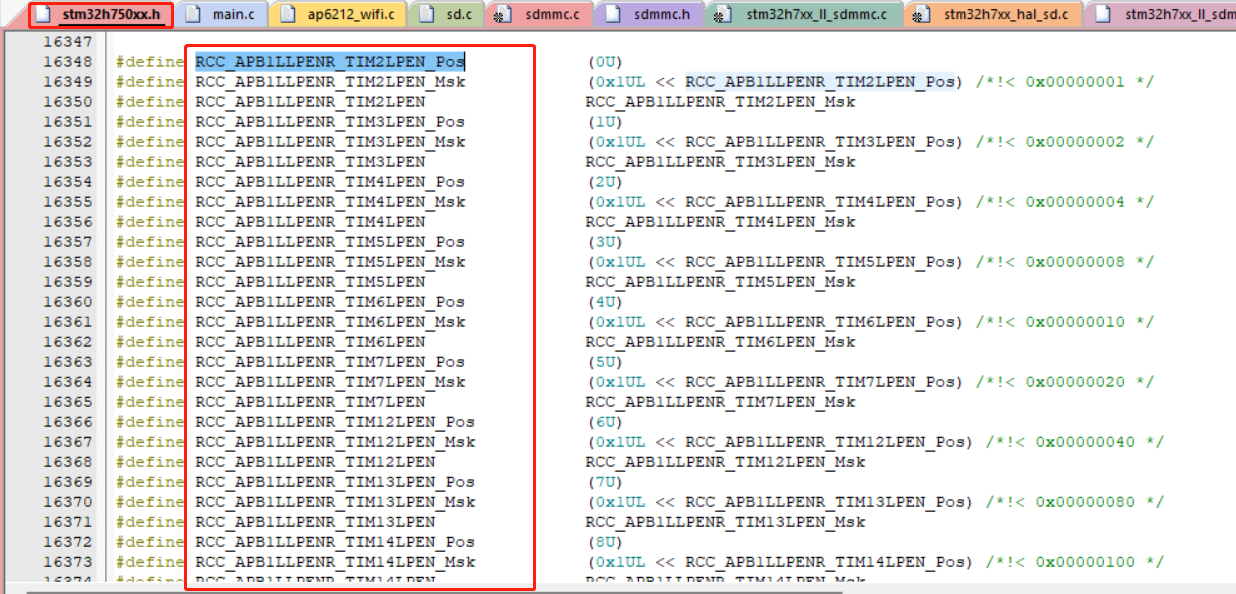 stm32h750xx.h main.c ap6212_wifi.c sd.c sdmmc.c sdmmc.h stm32h7xx_ll_sdmmc.c stm32h7xx_hal_sd.c stm32h7xx_ll_sdm
16347
16348 #define RCC_APB1LLPENR_TIM2LPEN_Pos (0U)
16349 #define RCC_APB1LLPENR_TIM2LPEN_Msk (0x1UL << RCC_APB1LLPENR_TIM2LPEN_Pos) /*!< 0x00000001 */
16350 #define RCC_APB1LLPENR_TIM2LPEN RCC_APB1LLPENR_TIM2LPEN_Msk
16351 #define RCC_APB1LLPENR_TIM3LPEN_Pos (1U)
16352 #define RCC_APB1LLPENR_TIM3LPEN_Msk (0x1UL << RCC_APB1LLPENR_TIM3LPEN_Pos) /*!< 0x00000002 */
16353 #define RCC_APB1LLPENR_TIM3LPEN RCC_APB1LLPENR_TIM3LPEN_Msk
16354 #define RCC_APB1LLPENR_TIM4LPEN_Pos (2U)
16355 #define RCC_APB1LLPENR_TIM4LPEN_Msk (0x1UL << RCC_APB1LLPENR_TIM4LPEN_Pos) /*!< 0x00000004 */
16356 #define RCC_APB1LLPENR_TIM4LPEN RCC_APB1LLPENR_TIM4LPEN_Msk
16357 #define RCC_APB1LLPENR_TIM5LPEN_Pos (3U)
16358 #define RCC_APB1LLPENR_TIM5LPEN_Msk (0x1UL << RCC_APB1LLPENR_TIM5LPEN_Pos) /*!< 0x00000008 */
16359 #define RCC_APB1LLPENR_TIM5LPEN RCC_APB1LLPENR_TIM5LPEN_Msk
16360 #define RCC_APB1LLPENR_TIM6LPEN_Pos (4U)
16361 #define RCC_APB1LLPENR_TIM6LPEN_Msk (0x1UL << RCC_APB1LLPENR_TIM6LPEN_Pos) /*!< 0x00000010 */
16362 #define RCC_APB1LLPENR_TIM6LPEN RCC_APB1LLPENR_TIM6LPEN_Msk
16363 #define RCC_APB1LLPENR_TIM7LPEN_Pos (5U)
16364 #define RCC_APB1LLPENR_TIM7LPEN_Msk (0x1UL << RCC_APB1LLPENR_TIM7LPEN_Pos) /*!< 0x00000020 */
16365 #define RCC_APB1LLPENR_TIM7LPEN RCC_APB1LLPENR_TIM7LPEN_Msk
16366 #define RCC_APB1LLPENR_TIM12LPEN_Pos (6U)
16367 #define RCC_APB1LLPENR_TIM12LPEN_Msk (0x1UL << RCC_APB1LLPENR_TIM12LPEN_Pos) /*!< 0x00000040 */
16368 #define RCC_APB1LLPENR_TIM12LPEN RCC_APB1LLPENR_TIM12LPEN_Msk
16369 #define RCC_APB1LLPENR_TIM13LPEN_Pos (7U)
16370 #define RCC_APB1LLPENR_TIM13LPEN_Msk (0x1UL << RCC_APB1LLPENR_TIM13LPEN_Pos) /*!< 0x00000080 */
16371 #define RCC_APB1LLPENR_TIM13LPEN RCC_APB1LLPENR_TIM13LPEN_Msk
16372 #define RCC_APB1LLPENR_TIM14LPEN_Pos (8U)
16373 #define RCC_APB1LLPENR_TIM14LPEN_Msk (0x1UL << RCC_APB1LLPENR_TIM14LPEN_Pos) /*!< 0x00000100 */
16374 #define RCC_APB1LLPENR_TIM14LPEN RCC_APB1LLPENR_TIM14LPEN_Msk